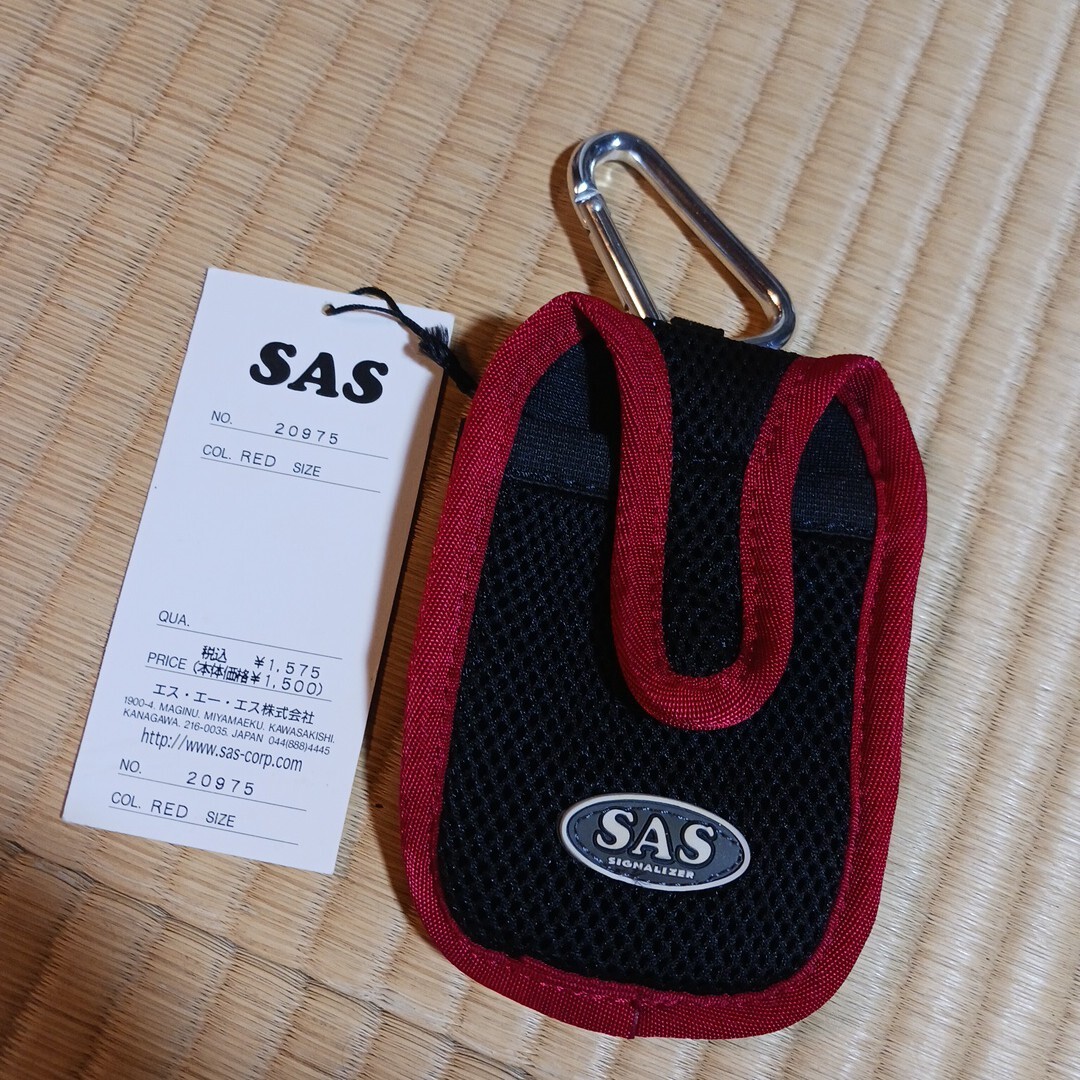 SAS
NO. 20975
COL. RED SIZE
QUA.
税込 ¥1,575
PRICE (本体価格¥1,500)
エス・エー・エス株式会社
1900-4, MAGINU, MIYAMAEKU, KAWASAKISHI,
KANAGAWA, 216-0035, JAPAN 044(888)4445
http://www.sas-corp.com
NO. 20975
COL. RED SIZE
SAS
SIGNALIZER